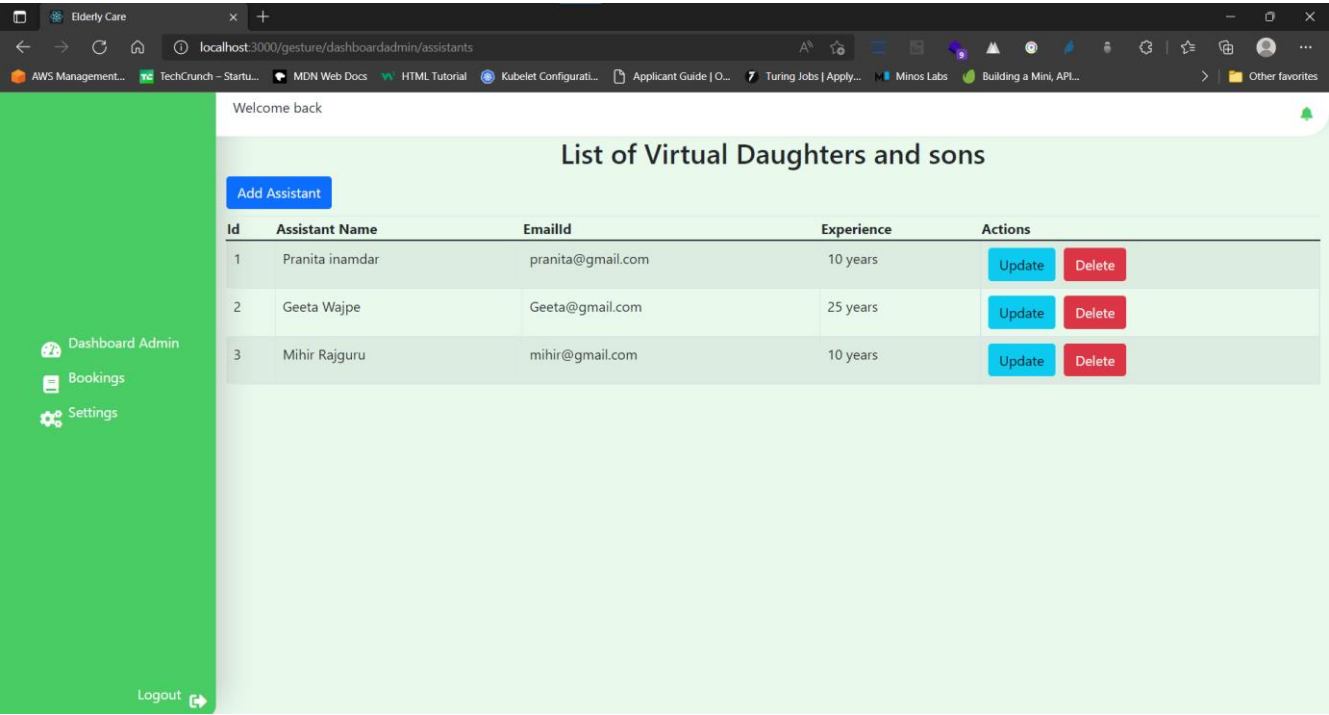 Elderly Care
localhost:3000/gesture/dashboardadmin/assistants
9
AWS Management... TC TechCrunch – Startu... MDN Web Docs HTML Tutorial Kubelet Configurati... Applicant Guide | O... Turing Jobs | Apply... Minos Labs Building a Mini, API... Other favorites
Welcome back
List of Virtual Daughters and sons
Add Assistant
Id Assistant Name EmailId Experience Actions
1 Pranita inamdar pranita@gmail.com 10 years Update Delete
2 Geeta Wajpe Geeta@gmail.com 25 years Update Delete
3 Mihir Rajguru mihir@gmail.com 10 years Update Delete
Dashboard Admin
Bookings
Settings
Logout